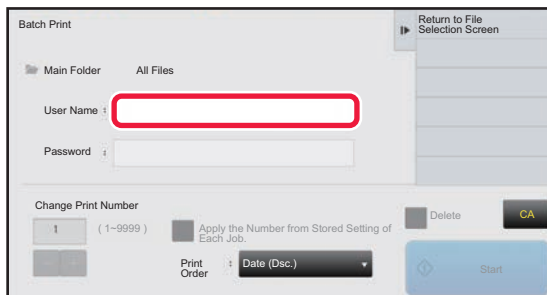 Batch Print
Return to File
Selection Screen
Main Folder
All Files
User Name :
Password :
Change Print Number
1
( 1~9999 )
Apply the Number from Stored Setting of
Each Job.
Print
Order :
Date (Dsc.)
Delete
CA
Start